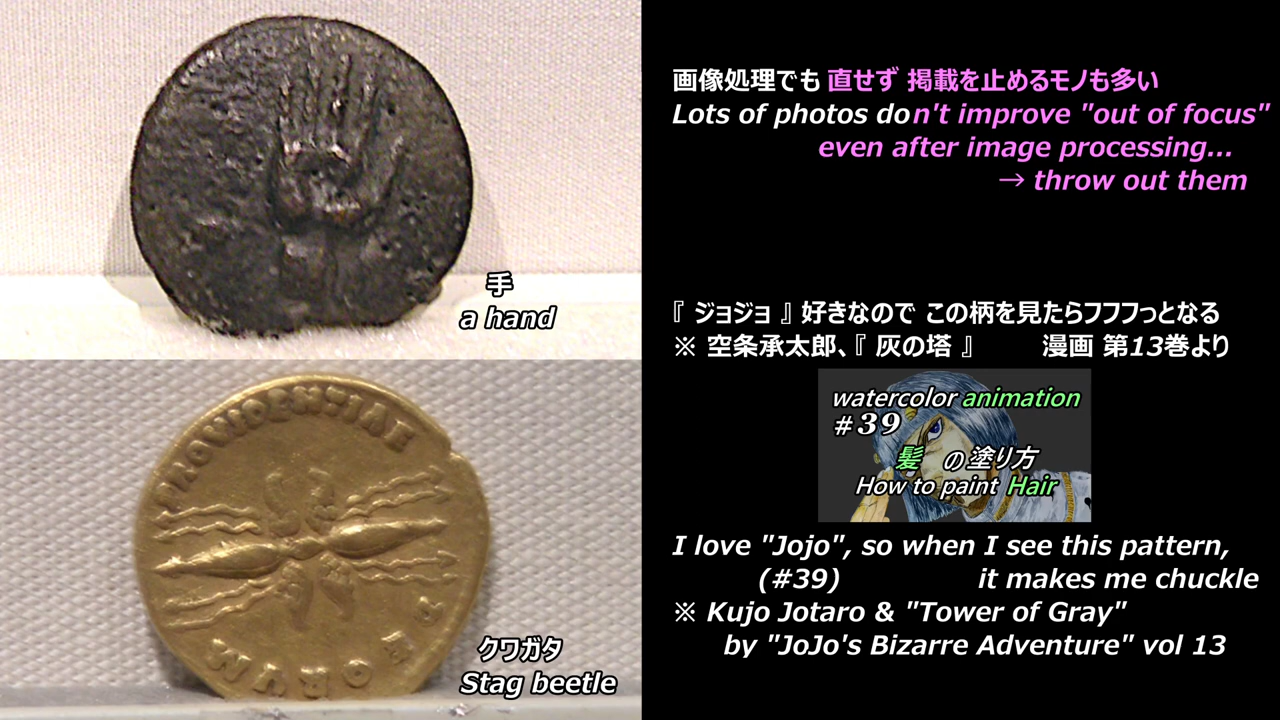 手
a hand
PROVIDENTIAE
DEORVM
クワガタ
Stag beetle
画像処理でも 直せず 掲載を止めるモノも多い
Lots of photos don't improve "out of focus"
even after image processing...
→ throw out them
『 ジョジョ 』 好きなので この柄を見たらフフフっとなる
※ 空条承太郎、『 灰の塔 』 漫画 第13巻より
watercolor animation
#39
髪 の 塗り方
How to paint Hair
I love "Jojo", so when I see this pattern,
(#39) it makes me chuckle
※ Kujo Jotaro & "Tower of Gray"
by "JoJo's Bizarre Adventure" vol 13